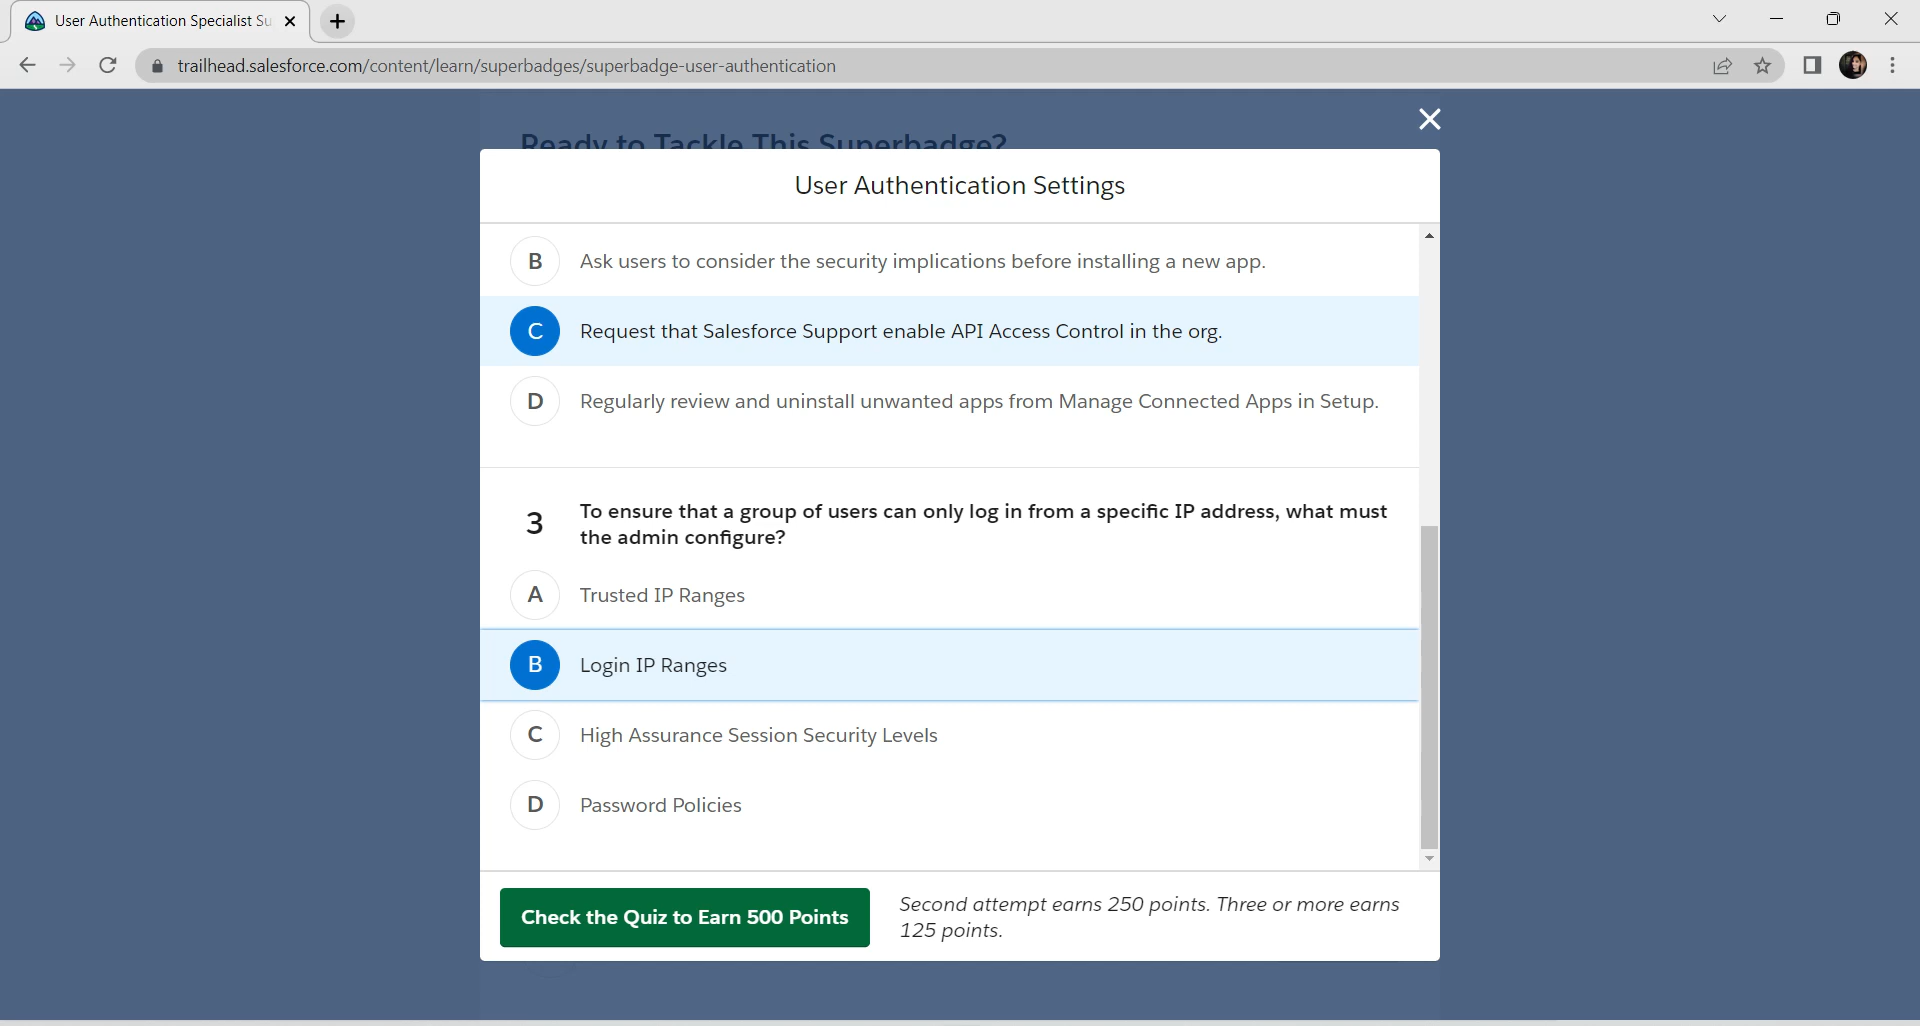 User Authentication Specialist Su
trailhead.salesforce.com/content/learn/superbadges/superbadge-user-authentication
Ready to Tackle This Superbadge?
User Authentication Settings
B Ask users to consider the security implications before installing a new app.
C Request that Salesforce Support enable API Access Control in the org.
D Regularly review and uninstall unwanted apps from Manage Connected Apps in Setup.
3 To ensure that a group of users can only log in from a specific IP address, what must
the admin configure?
A Trusted IP Ranges
B Login IP Ranges
C High Assurance Session Security Levels
D Password Policies
Check the Quiz to Earn 500 Points
Second attempt earns 250 points. Three or more earns
125 points.